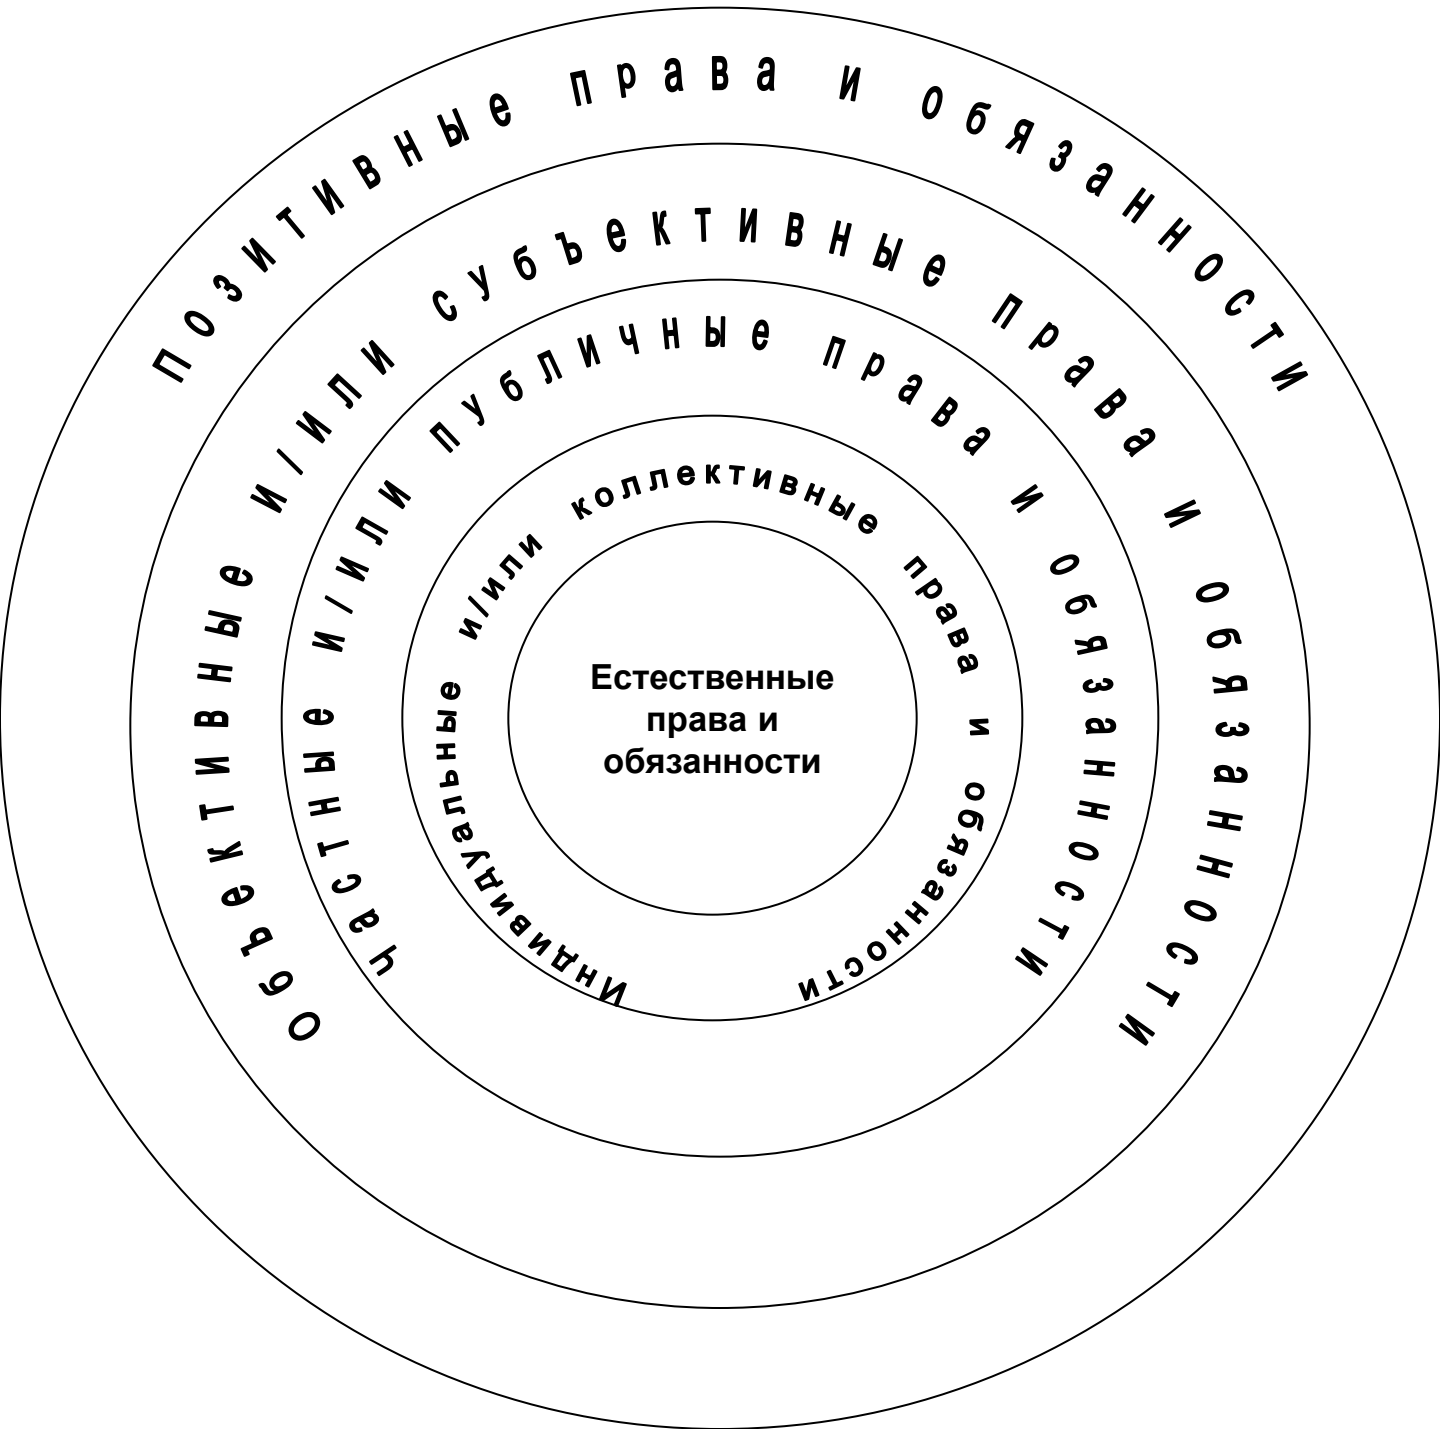 Позитивные права и обязанности
Объективные и/или субъективные права и обязанности
Частные и/или публичные права и обязанности
Индивидуальные и/или коллективные права и обязанности
Естественные
права и
обязанности